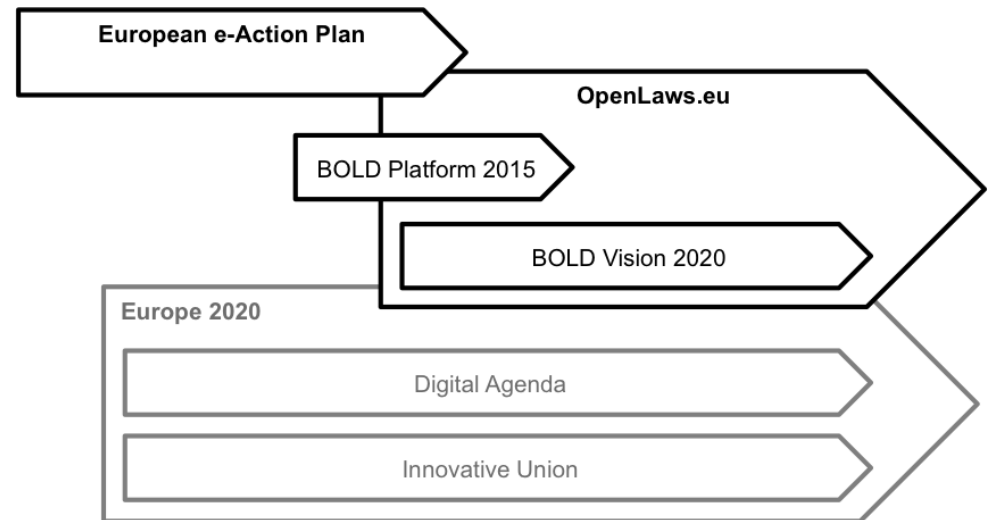 European e-Action Plan
OpenLaws.eu
BOLD Platform 2015
BOLD Vision 2020
Europe 2020
Digital Agenda
Innovative Union